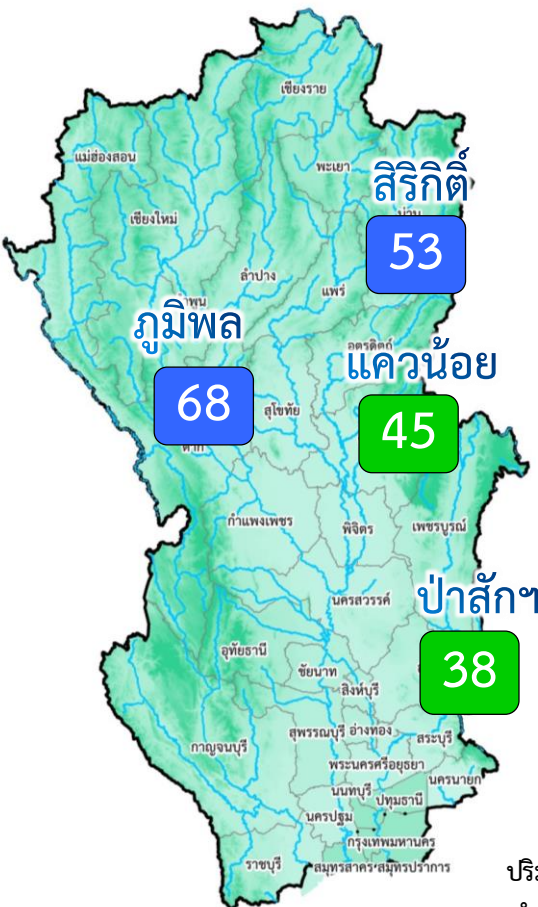 เชียงราย
แม่ฮ่องสอน
พะเยา
สิริกิติ์
น่าน
เชียงใหม่
53
ลำปาง
แพร่
ลำพูน
ภูมิพล
อุตรดิตถ์
แควน้อย
68
สุโขทัย
45
ตาก
กำแพงเพชร
พิจิตร
เพชรบูรณ์
นครสวรรค์
ป่าสักฯ
อุทัยธานี
38
ชัยนาท
สิงห์บุรี
สุพรรณบุรี อ่างทอง
สระบุรี
กาญจนบุรี
พระนครศรีอยุธยา
นครนายก
นนทบุรี
ปทุมธานี
นครปฐม
กรุงเทพมหานคร
ราชบุรี
สมุทรสาคร สมุทรปราการ